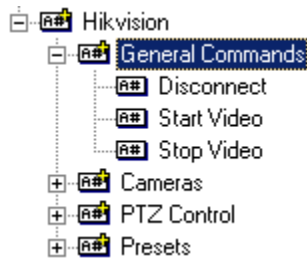 Hikvision
General Commands
A# Disconnect
A# Start Video
A# Stop Video
Cameras
PTZ Control
Presets